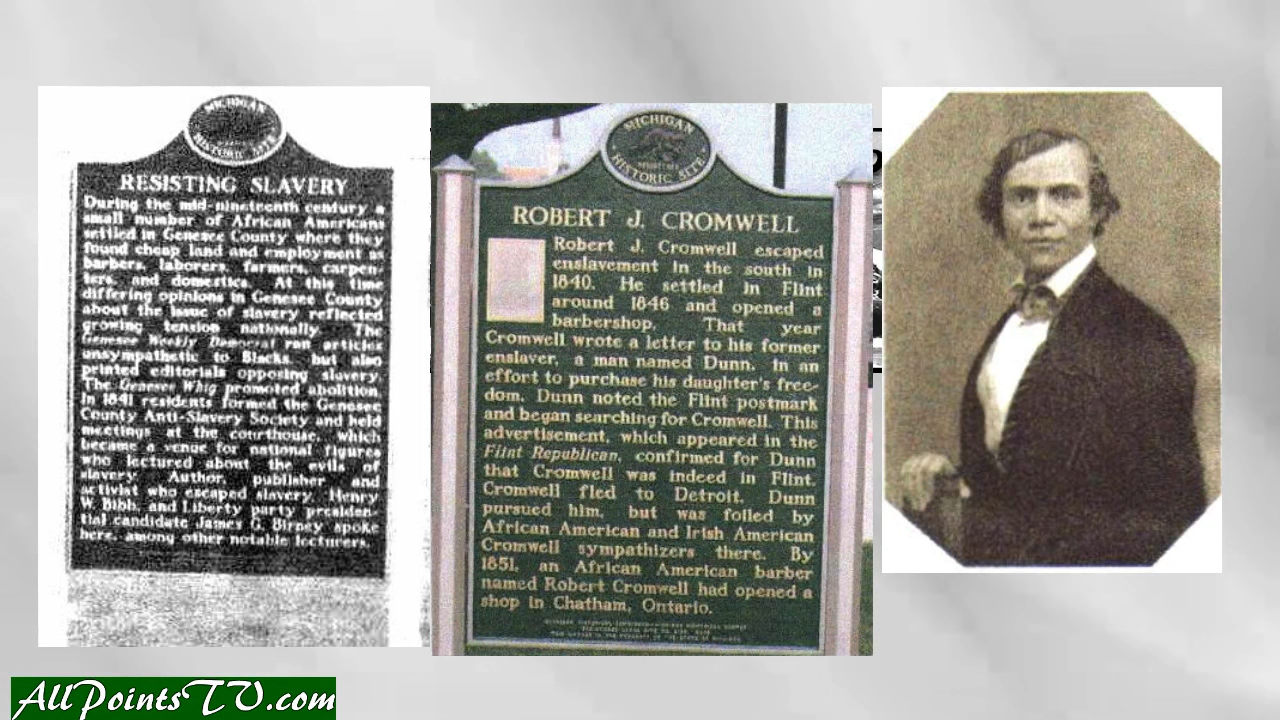 MICHIGAN
HISTORIC SITE
RESISTING SLAVERY
During the mid-nineteenth century a
small number of African Americans
settled in Genesee County where they
found cheap land and employment as
barbers, laborers, farmers, carpen-
ters, and domestics. At this time
differing opinions in Genesee County
about the issue of slavery reflected
growing tension nationally. The
Genesee Weekly Democrat ran articles
unsympathetic to Blacks, but also
printed editorials opposing slavery.
The Genesee Whig promoted abolition.
In 1841 residents formed the Genesee
County Anti-Slavery Society and held
meetings at the courthouse, which
became a venue for national figures
who lectured about the evils of
slavery. Author, publisher and
activist who escaped slavery, Henry
W. Bibb, and Liberty party presiden-
tial candidate James G. Birney spoke
here, among other notable lecturers.
MICHIGAN
HISTORIC SITE
ROBERT J. CROMWELL
Robert J. Cromwell escaped
enslavement in the south in
1840. He settled in Flint
around 1846 and opened a
barbershop. That year
Cromwell wrote a letter to his former
enslaver, a man named Dunn. In an
effort to purchase his daughter's free-
dom. Dunn noted the Flint postmark
and began searching for Cromwell. This
advertisement, which appeared in the
Flint Republican, confirmed for Dunn
that Cromwell was indeed in Flint.
Cromwell fled to Detroit. Dunn
pursued him, but was foiled by
African American and Irish American
Cromwell sympathizers there. By
1851, an African American barber
named Robert Cromwell had opened a
shop in Chatham, Ontario.
AllPointsTV.com